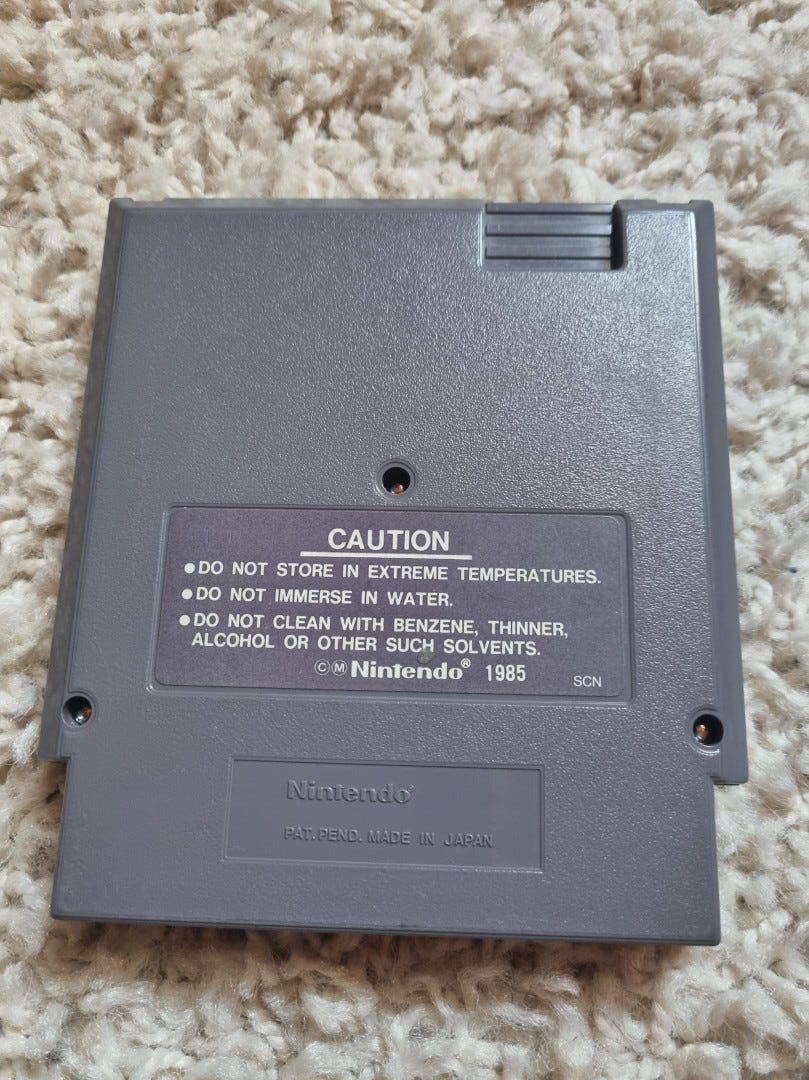 CAUTION
●DO NOT STORE IN EXTREME TEMPERATURES.
●DO NOT IMMERSE IN WATER.
●DO NOT CLEAN WITH BENZENE, THINNER,
ALCOHOL OR OTHER SUCH SOLVENTS.
ⒸⓂ Nintendo® 1985
SCN
Nintendo®
PAT. PEND. MADE IN JAPAN